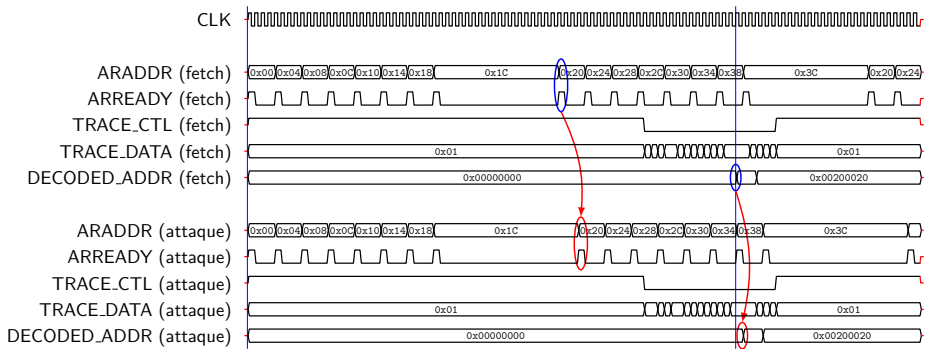 CLK
ARADDR (fetch) 0x00 0x04 0x08 0x0C 0x10 0x14 0x18 0x1C 0x20 0x24 0x28 0x2C 0x30 0x34 0x38 0x3C 0x20 0x24
ARREADY (fetch)
TRACE_CTL (fetch)
TRACE_DATA (fetch) 0x01 0x01
DECODED_ADDR (fetch) 0x00000000 0x00200020
ARADDR (attaque) 0x00 0x04 0x08 0x0C 0x10 0x14 0x18 0x1C 0x20 0x24 0x28 0x2C 0x30 0x34 0x38 0x3C
ARREADY (attaque)
TRACE_CTL (attaque)
TRACE_DATA (attaque) 0x01 0x01
DECODED_ADDR (attaque) 0x00000000 0x00200020